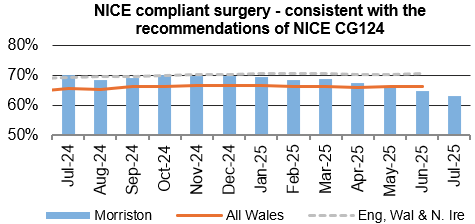 NICE compliant surgery - consistent with the
recommendations of NICE CG124
80%
70%
60%
50%
Jul-24
Aug-24
Sep-24
Oct-24
Nov-24
Dec-24
Jan-25
Feb-25
Mar-25
Apr-25
May-25
Jun-25
Jul-25
Morriston All Wales Eng, Wal & N. Ire